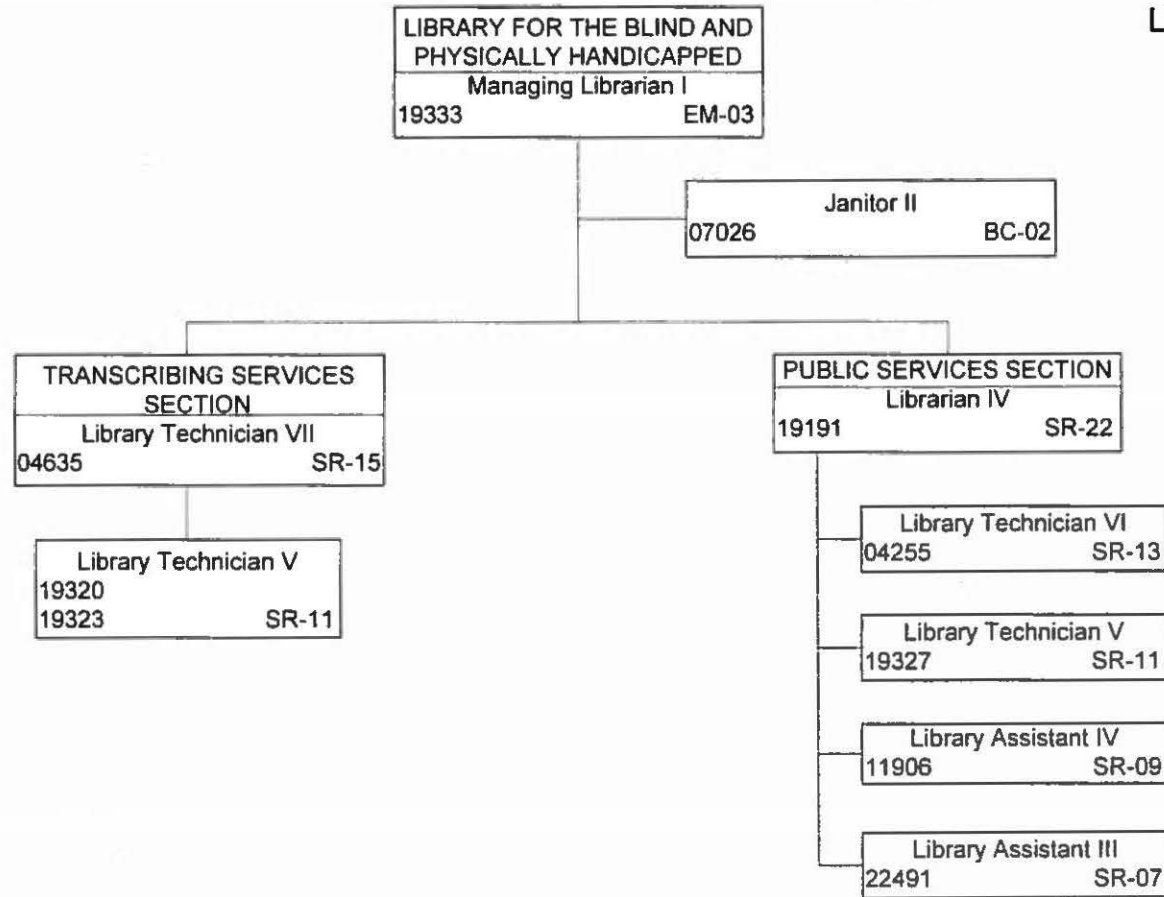 L
LIBRARY FOR THE BLIND AND
PHYSICALLY HANDICAPPED
Managing Librarian I
19333 EM-03
Janitor II
07026 BC-02
TRANSCRIBING SERVICES
SECTION
Library Technician VII
04635 SR-15
Library Technician V
19320
19323 SR-11
PUBLIC SERVICES SECTION
Librarian IV
19191 SR-22
Library Technician VI
04255 SR-13
Library Technician V
19327 SR-11
Library Assistant IV
11906 SR-09
Library Assistant III
22491 SR-07